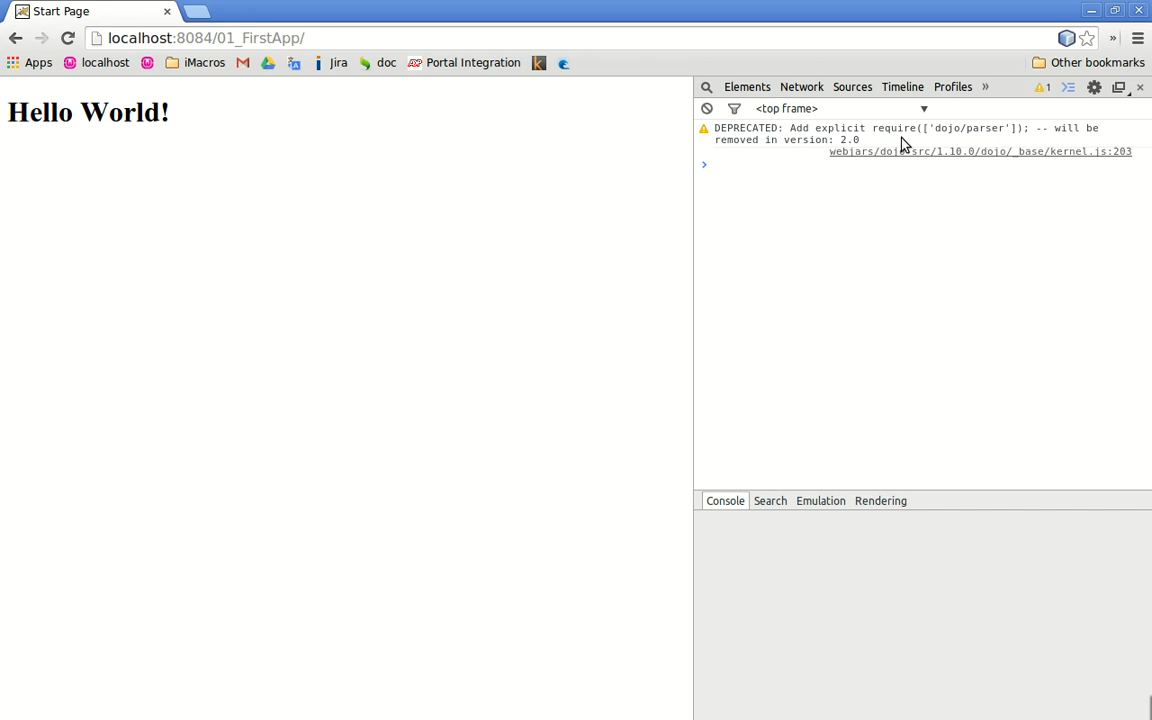 Start Page
localhost:8084/01_FirstApp/
»
Apps localhost iMacros Jira doc Portal Integration k Other bookmarks
Hello World!
Elements Network Sources Timeline Profiles » 1
<top frame>
DEPRECATED: Add explicit require(['dojo/parser']); -- will be
removed in version: 2.0
webjars/dojo-src/1.10.0/dojo/_base/kernel.js:203
Console Search Emulation Rendering